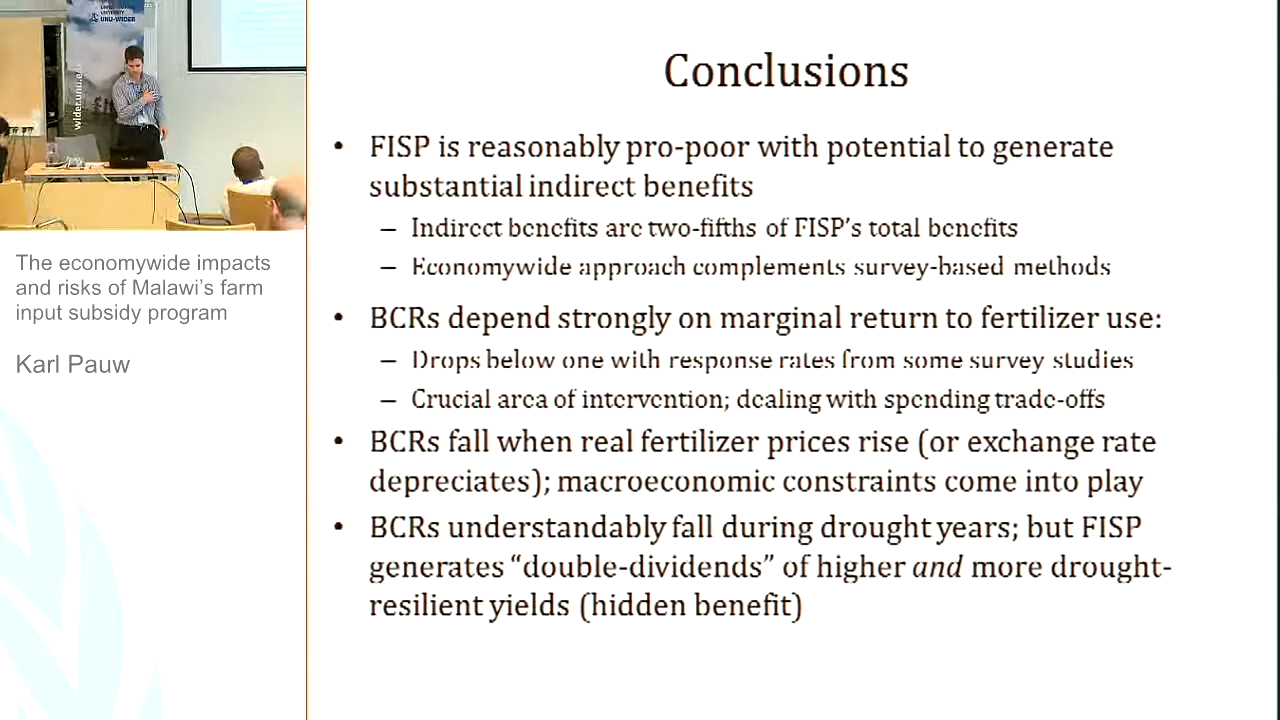 UNU-WIDER
wider.unu.e
The economywide impacts
and risks of Malawi's farm
input subsidy program
Karl Pauw
Conclusions
• FISP is reasonably pro-poor with potential to generate
substantial indirect benefits
– Indirect benefits are two-fifths of FISP's total benefits
– Economywide approach complements survey-based methods
• BCRs depend strongly on marginal return to fertilizer use:
– Drops below one with response rates from some survey studies
– Crucial area of intervention; dealing with spending trade-offs
• BCRs fall when real fertilizer prices rise (or exchange rate
depreciates); macroeconomic constraints come into play
• BCRs understandably fall during drought years; but FISP
generates “double-dividends” of higher and more drought-
resilient yields (hidden benefit)